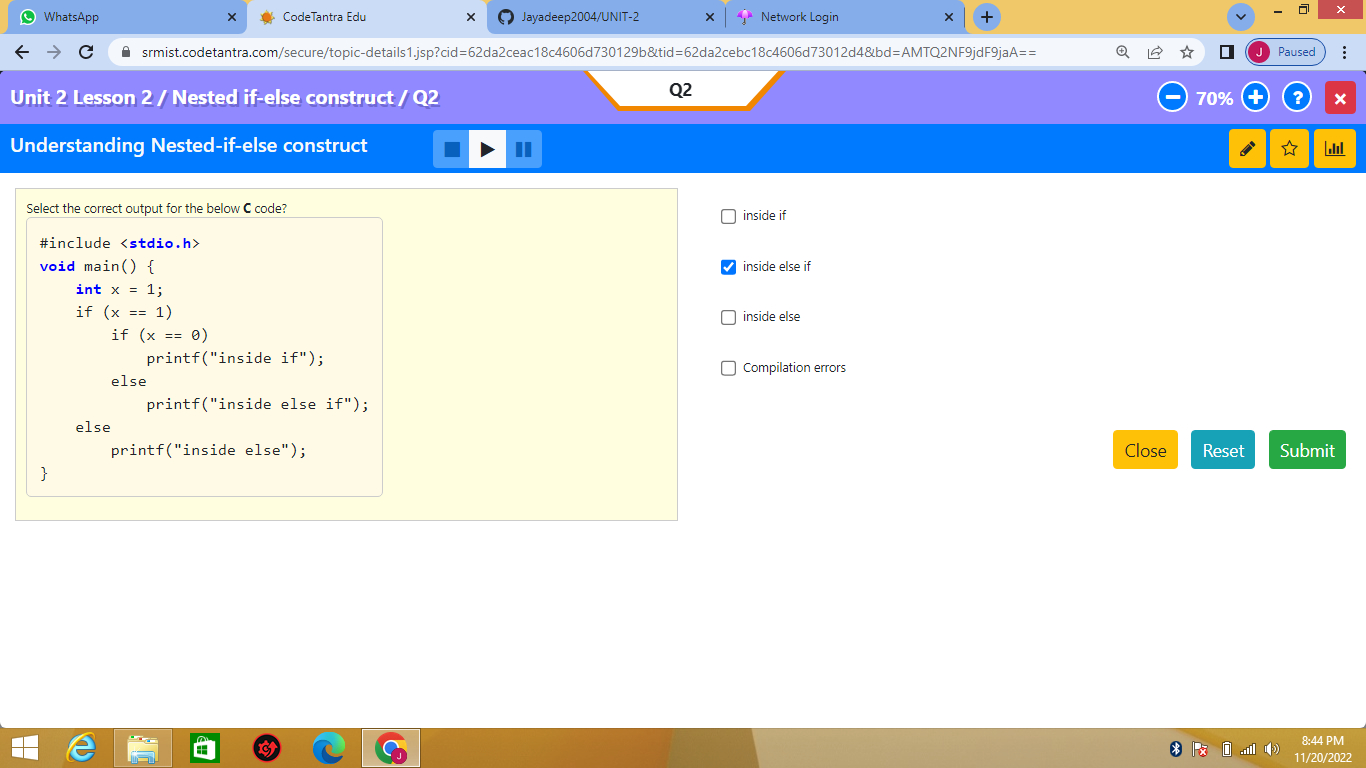 WhatsApp
CodeTantra Edu
Jayadeep2004/UNIT-2
Network Login
srmist.codetantra.com/secure/topic-details1.jsp?cid=62da2ceac18c4606d730129b&tid=62da2cebc18c4606d73012d4&bd=AMTQ2NF9jdF9jaA==
J Paused
Unit 2 Lesson 2 / Nested if-else construct / Q2
Q2
70%
?
Understanding Nested-if-else construct
Select the correct output for the below C code?
#include <stdio.h>
void main() {
    int x = 1;
    if (x == 1)
        if (x == 0)
            printf("inside if");
        else
            printf("inside else if");
    else
        printf("inside else");
}
inside if
inside else if
inside else
Compilation errors
Close
Reset
Submit
J
8:44 PM
11/20/2022